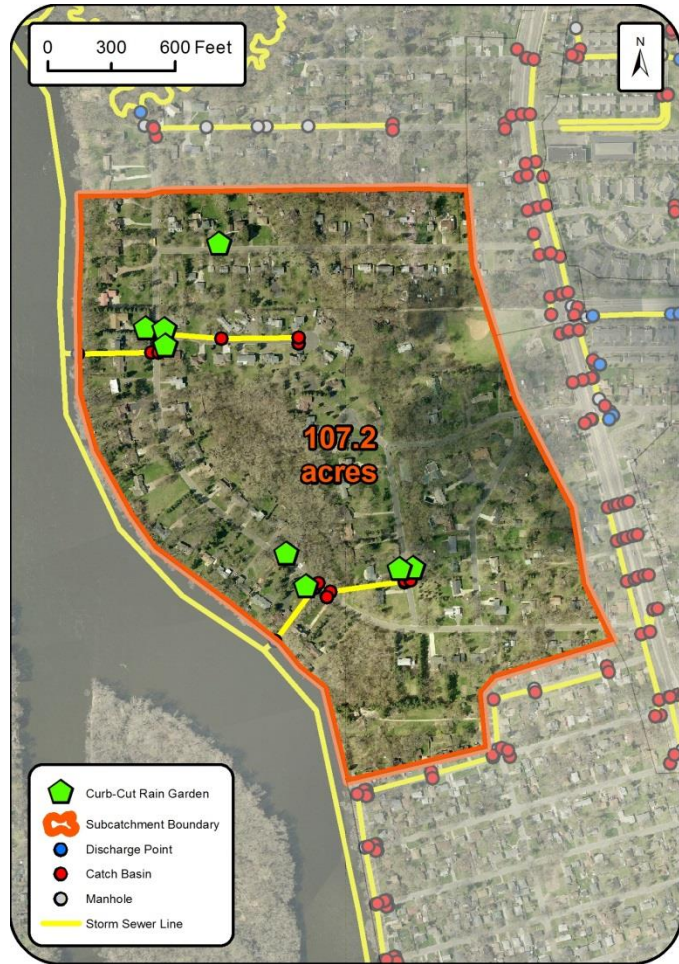 0 300 600 Feet
N
107.2
acres
Curb-Cut Rain Garden
Subcatchment Boundary
Discharge Point
Catch Basin
Manhole
Storm Sewer Line